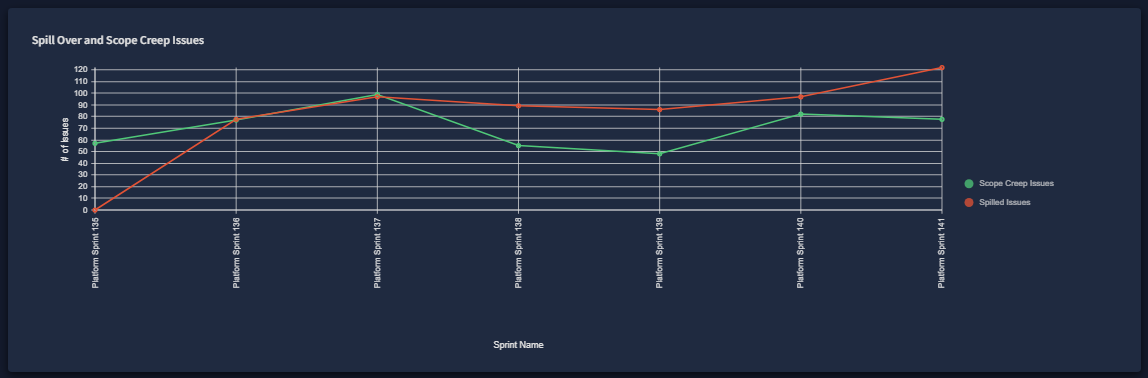 Spill Over and Scope Creep Issues
120
110
100
90
80
70
60
50
40
30
20
10
0
# of Issues
Platform Sprint 135
Platform Sprint 136
Platform Sprint 137
Platform Sprint 138
Platform Sprint 139
Platform Sprint 140
Platform Sprint 141
Sprint Name
Scope Creep Issues
Spilled Issues